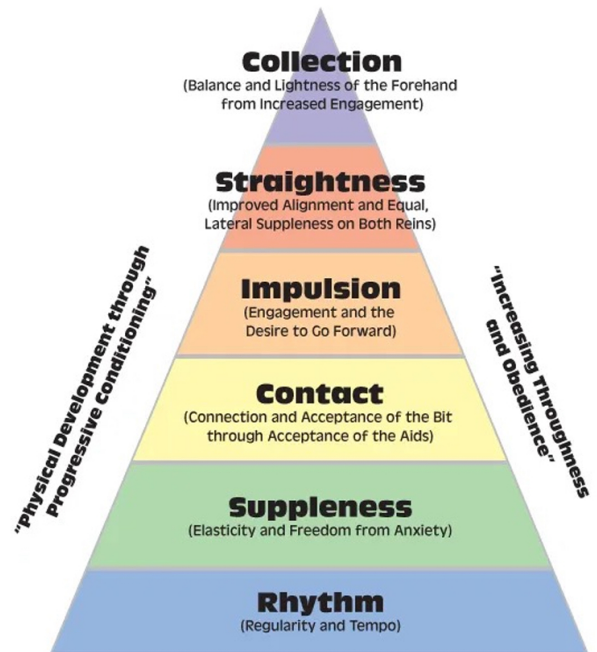 Collection
(Balance and Lightness of the Forehand
from Increased Engagement)
Straightness
(Improved Alignment and Equal,
Lateral Suppleness on Both Reins)
Impulsion
(Engagement and the
Desire to Go Forward)
Contact
(Connection and Acceptance of the Bit
through Acceptance of the Aids)
Suppleness
(Elasticity and Freedom from Anxiety)
Rhythm
(Regularity and Tempo)
"Physical Development through
Progressive Conditioning"
"Increasing Throughness
and Obedience"